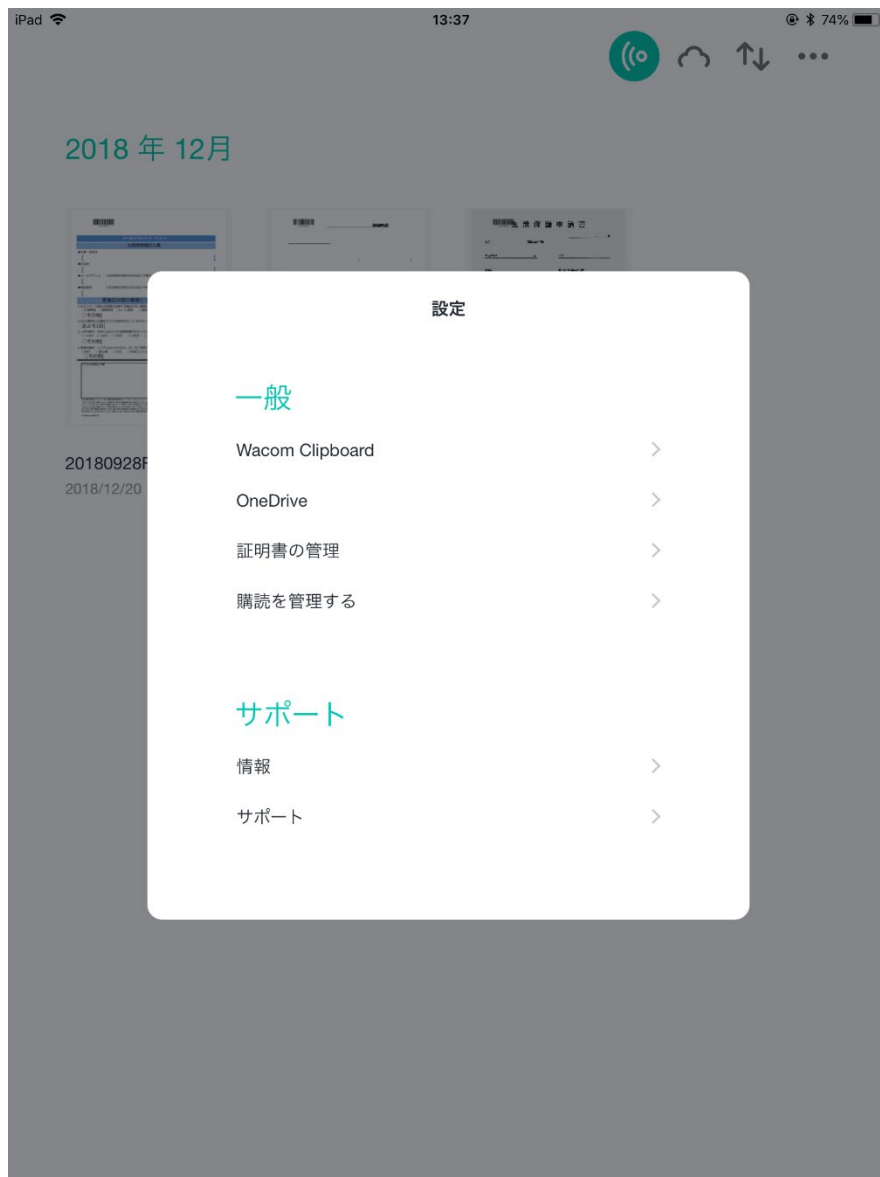 iPad 13:37 74%
2018 年 12月
20180928F
2018/12/20
設定
一般
Wacom Clipboard
OneDrive
証明書の管理
購読を管理する
サポート
情報
サポート